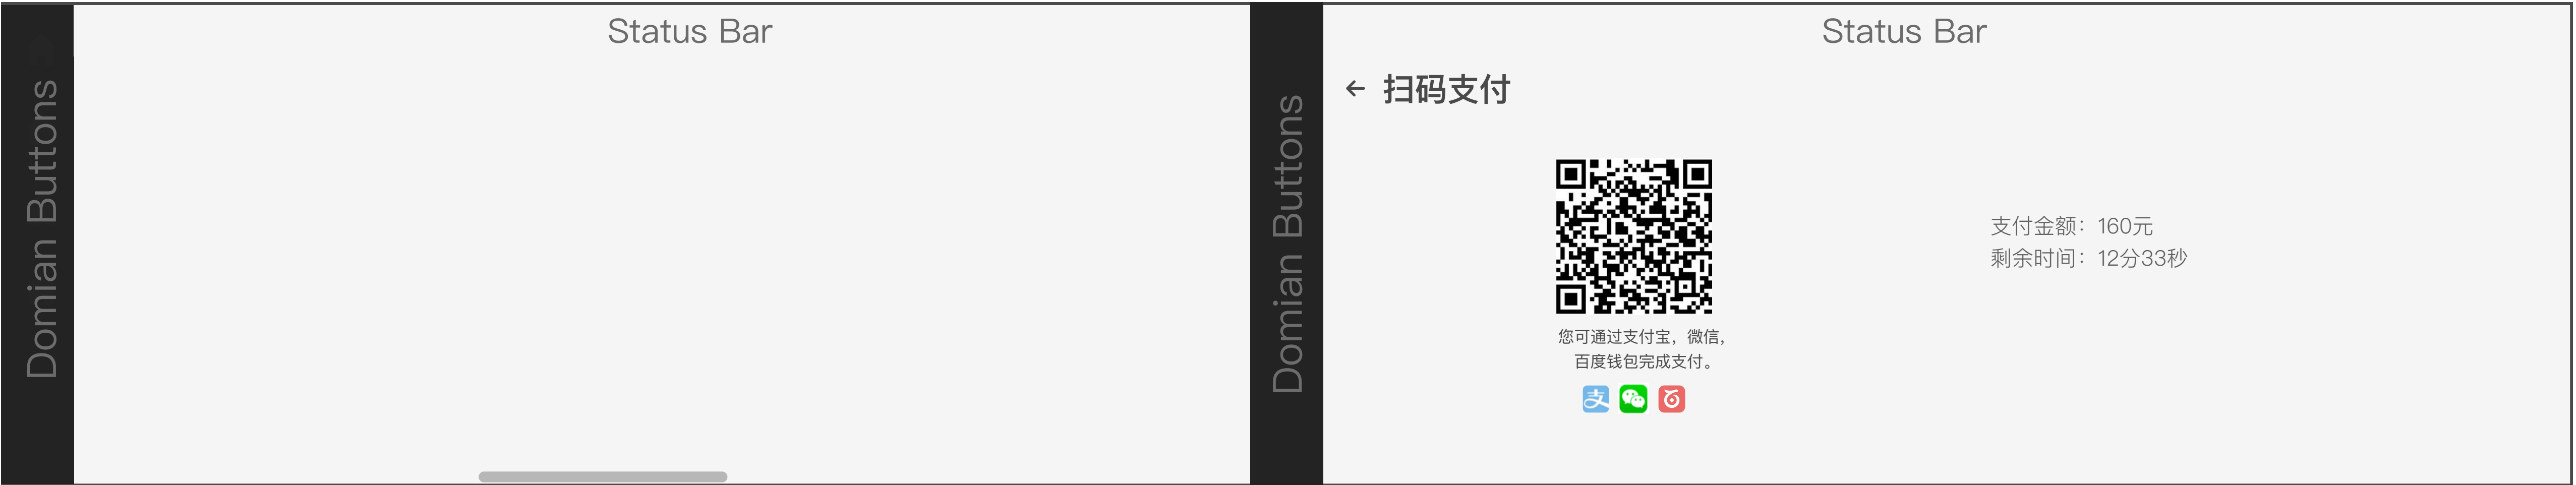 Status Bar
Domian Buttons
Status Bar
Domian Buttons
扫码支付
支付金额：160元
剩余时间：12分33秒
您可通过支付宝，微信，
百度钱包完成支付。
支